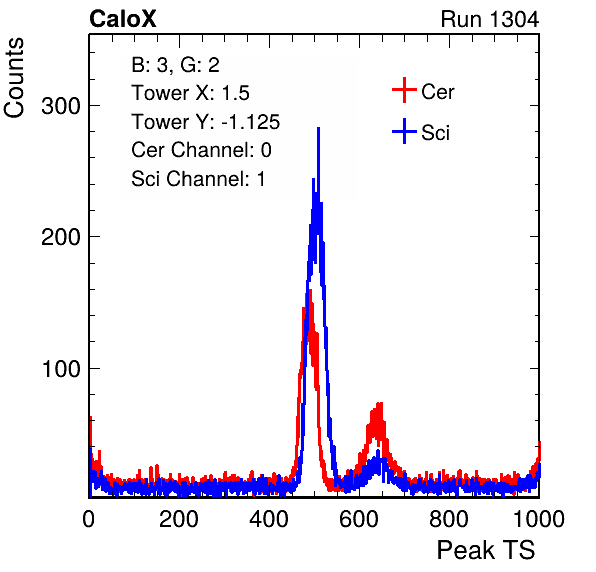 CaloX Run 1304
Counts
B: 3, G: 2
Tower X: 1.5
Tower Y: -1.125
Cer Channel: 0
Sci Channel: 1
Cer
Sci
300
200
100
0 200 400 600 800 1000
Peak TS